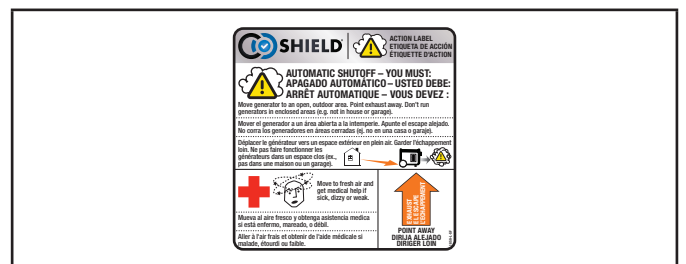 CO SHIELD
ACTION LABEL
ETIQUETA DE ACCIÓN
ÉTIQUETTE D'ACTION
AUTOMATIC SHUTOFF – YOU MUST:
APAGADO AUTOMÁTICO – USTED DEBE:
ARRÊT AUTOMATIQUE – VOUS DEVEZ :
Move generator to an open, outdoor area. Point exhaust away. Don't run
generators in enclosed areas (e.g. not in house or garage).
Mover el generador a un área abierta a la intemperie. Apunte el escape alejado.
No corra los generadores en áreas cerradas (ej. no en una casa o garaje).
Déplacer le générateur vers un espace extérieur en plein air. Garder l'échappement
loin. Ne pas faire fonctionner les
générateurs dans un espace clos (ex.,
pas dans une maison ou un garage).
Move to fresh air and
get medical help if
sick, dizzy or weak.
Mueva al aire fresco y obtenga asistencia medica
si está enfermo, mareado, o débil.
Aller à l'air frais et obtenir de l'aide médicale si
malade, étourdi ou faible.
EXHAUST
EL ESCAPE
L'ÉCHAPPEMENT
POINT AWAY
DIRIJA ALEJADO
DIRIGER LOIN